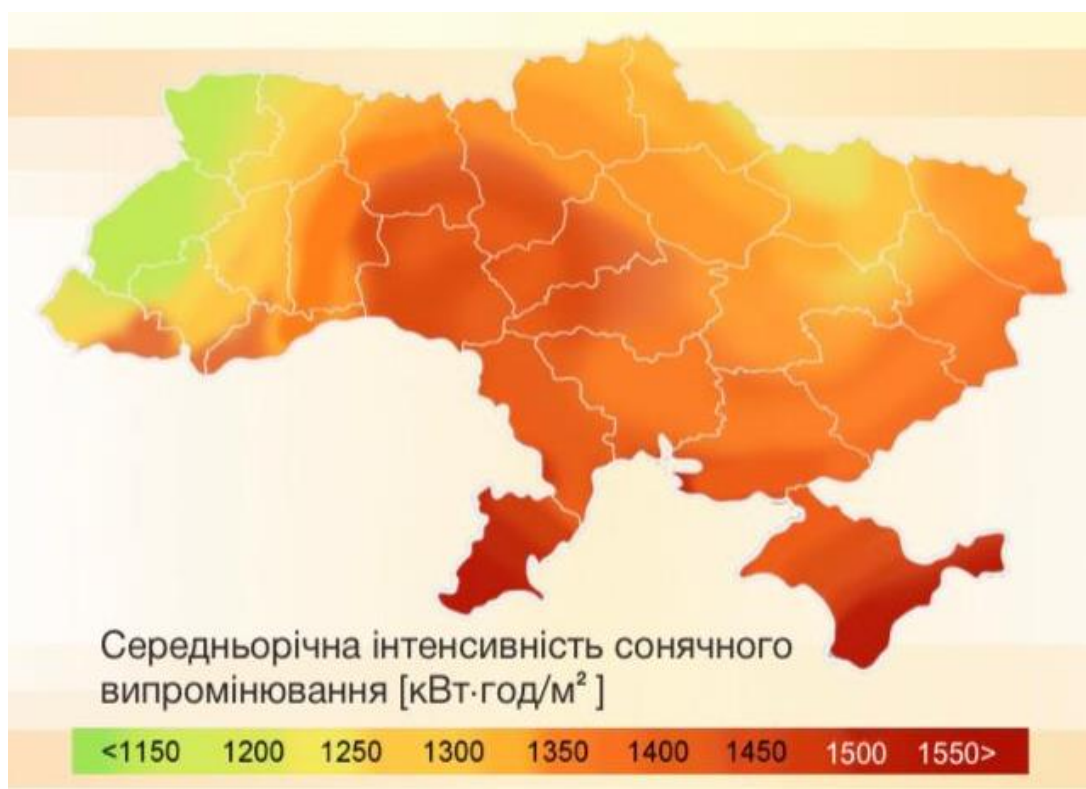 Середньорічна інтенсивність сонячного
випромінювання [кВт·год/м² ]
<1150 1200 1250 1300 1350 1400 1450 1500 1550>